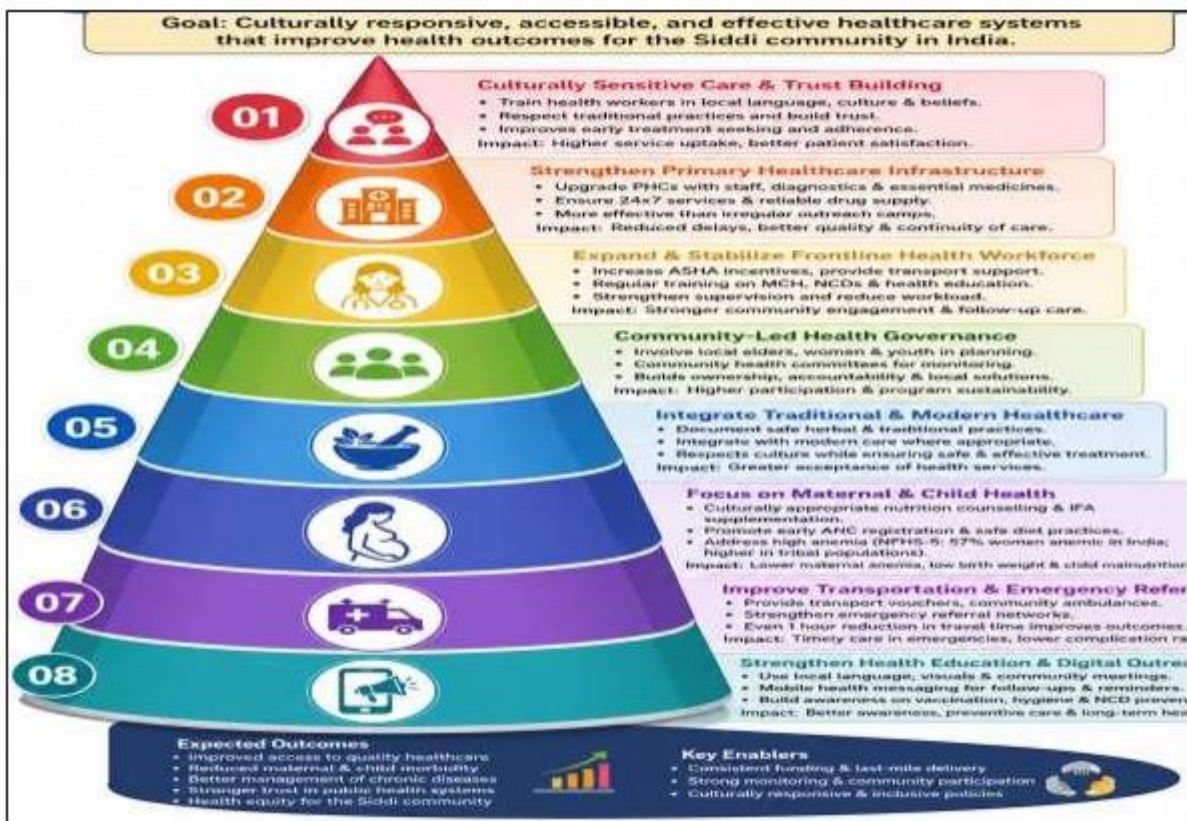 Goal: Culturally responsive, accessible, and effective healthcare systems
that improve health outcomes for the Siddi community in India.
01
Culturally Sensitive Care & Trust Building
• Train health workers in local language, culture & beliefs.
• Respect traditional practices and build trust.
• Improves early treatment seeking and adherence.
Impact: Higher service uptake, better patient satisfaction.
02
Strengthen Primary Healthcare Infrastructure
• Upgrade PHCs with staff, diagnostics & essential medicines.
• Ensure 24x7 services & reliable drug supply.
• More effective than irregular outreach camps.
Impact: Reduced delays, better quality & continuity of care.
03
Expand & Stabilize Frontline Health Workforce
• Increase ASHA incentives, provide transport support.
• Regular training on MCH, NCDs & health education.
• Strengthen supervision and reduce workload.
Impact: Stronger community engagement & follow-up care.
04
Community-Led Health Governance
• Involve local elders, women & youth in planning.
• Community health committees for monitoring.
• Builds ownership, accountability & local solutions.
Impact: Higher participation & program sustainability.
05
Integrate Traditional & Modern Healthcare
• Document safe herbal & traditional practices.
• Integrate with modern care where appropriate.
• Respects culture while ensuring safe & effective treatment.
Impact: Greater acceptance of health services.
06
Focus on Maternal & Child Health
• Culturally appropriate nutrition counselling & IFA
supplementation.
• Promote early ANC registration & safe diet practices.
• Address high anemia (NFHS-5: 57% women anemic in India;
higher in tribal populations).
Impact: Lower maternal anemia, low birth weight & child malnutrition
07
Improve Transportation & Emergency Refer
• Provide transport vouchers, community ambulances.
• Strengthen emergency referral networks.
• Even 1 hour reduction in travel time improves outcomes.
Impact: Timely care in emergencies, lower complication ra
08
Strengthen Health Education & Digital Outrea
• Use local language, visuals & community meetings.
• Mobile health messaging for follow-ups & reminders.
• Build awareness on vaccination, hygiene & NCD preven
Impact: Better awareness, preventive care & long-term hea
Expected Outcomes
• Improved access to quality healthcare
• Reduced maternal & child morbidity
• Better management of chronic diseases
• Stronger trust in public health systems
• Health equity for the Siddi community
Key Enablers
• Consistent funding & last-mile delivery
• Strong monitoring & community participation
• Culturally responsive & inclusive policies